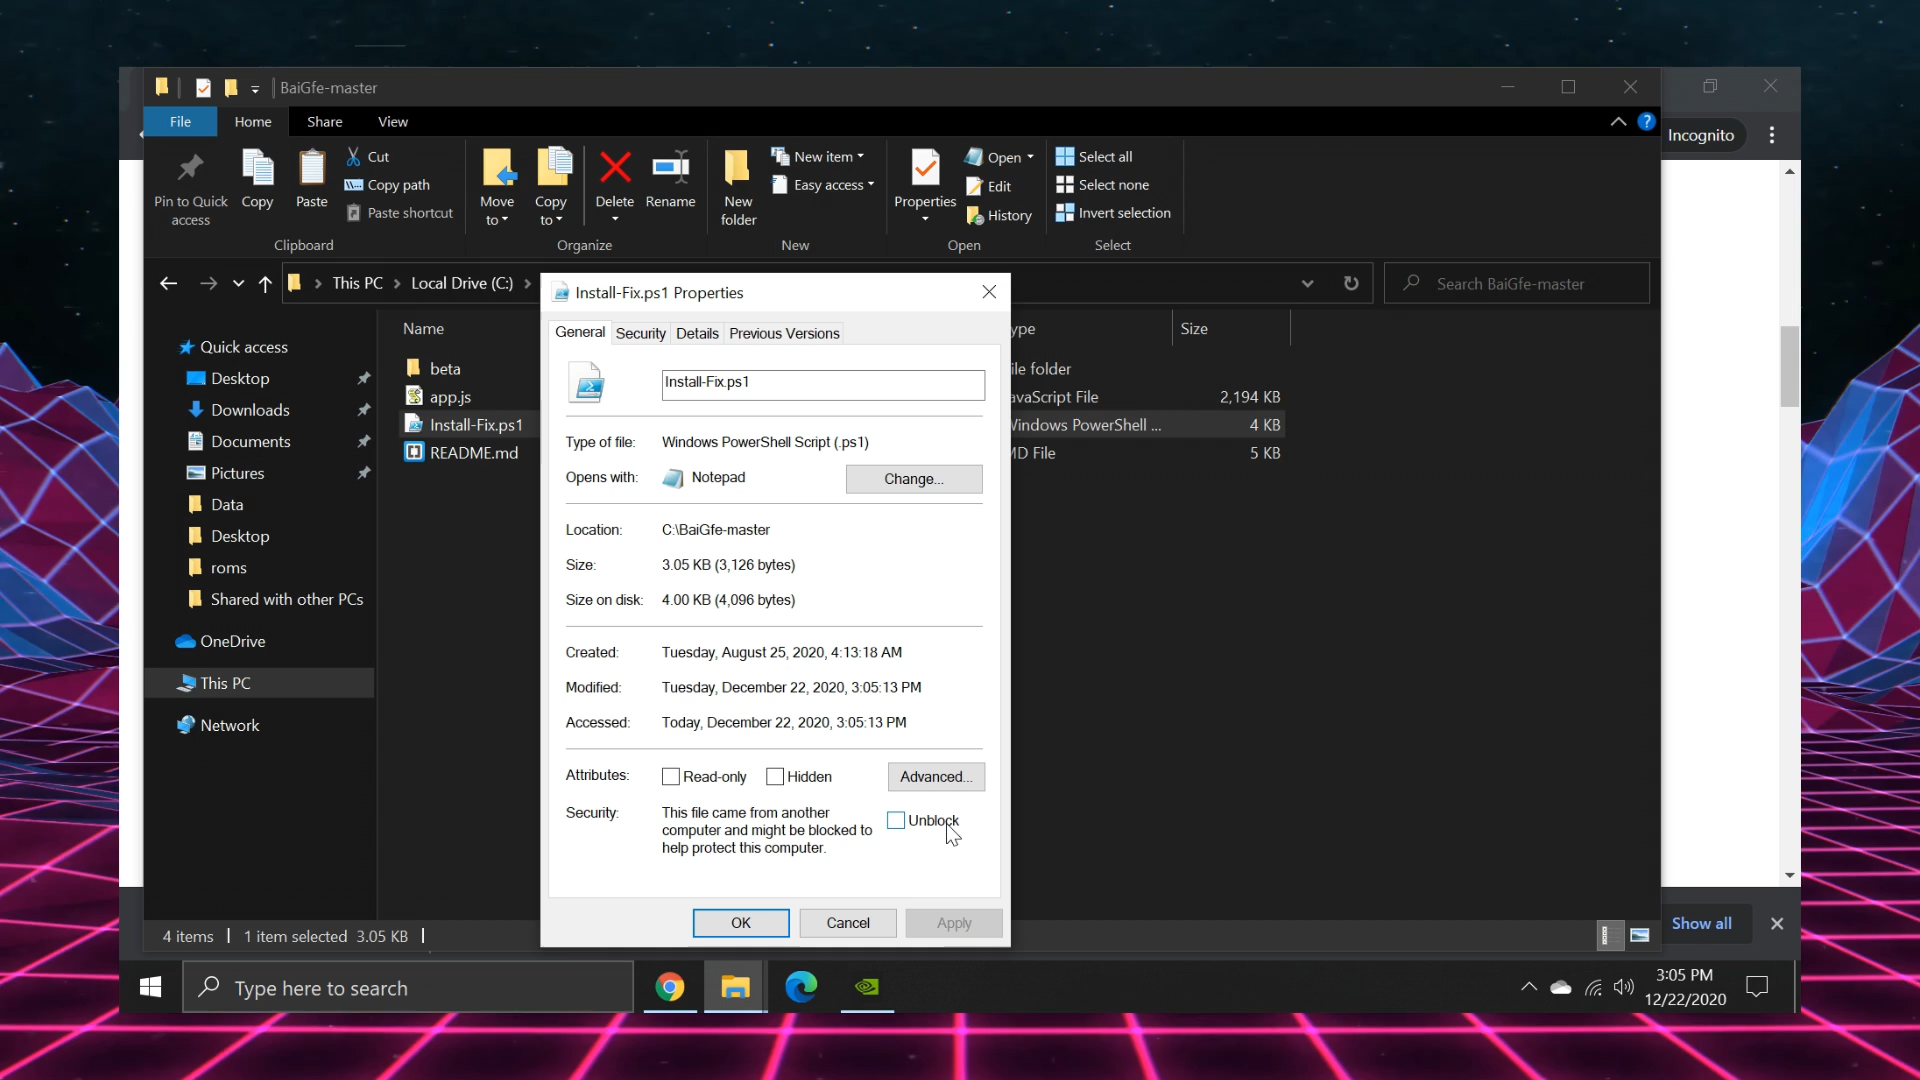 BaiGfe-master
File Home Share View
Incognito
Pin to Quick access
Copy
Paste
Cut
Copy path
Paste shortcut
Clipboard
Move to
Copy to
Delete
Rename
Organize
New folder
New item
Easy access
New
Properties
Open
Edit
History
Open
Select all
Select none
Invert selection
Select
This PC > Local Drive (C:) >
Search BaiGfe-master
Quick access
Desktop
Downloads
Documents
Pictures
Data
Desktop
roms
Shared with other PCs
OneDrive
This PC
Network
Name ype Size
beta ile folder
app.js avaScript File 2,194 KB
Install-Fix.ps1 Windows PowerShell ... 4 KB
README.md MD File 5 KB
Install-Fix.ps1 Properties
General Security Details Previous Versions
Install-Fix.ps1
Type of file: Windows PowerShell Script (.ps1)
Opens with: Notepad Change...
Location: C:\BaiGfe-master
Size: 3.05 KB (3,126 bytes)
Size on disk: 4.00 KB (4,096 bytes)
Created: Tuesday, August 25, 2020, 4:13:18 AM
Modified: Tuesday, December 22, 2020, 3:05:13 PM
Accessed: Today, December 22, 2020, 3:05:13 PM
Attributes: Read-only Hidden Advanced...
Security: This file came from another
computer and might be blocked to
help protect this computer.
Unblock
OK Cancel Apply
4 items 1 item selected 3.05 KB
Show all
Type here to search
3:05 PM
12/22/2020